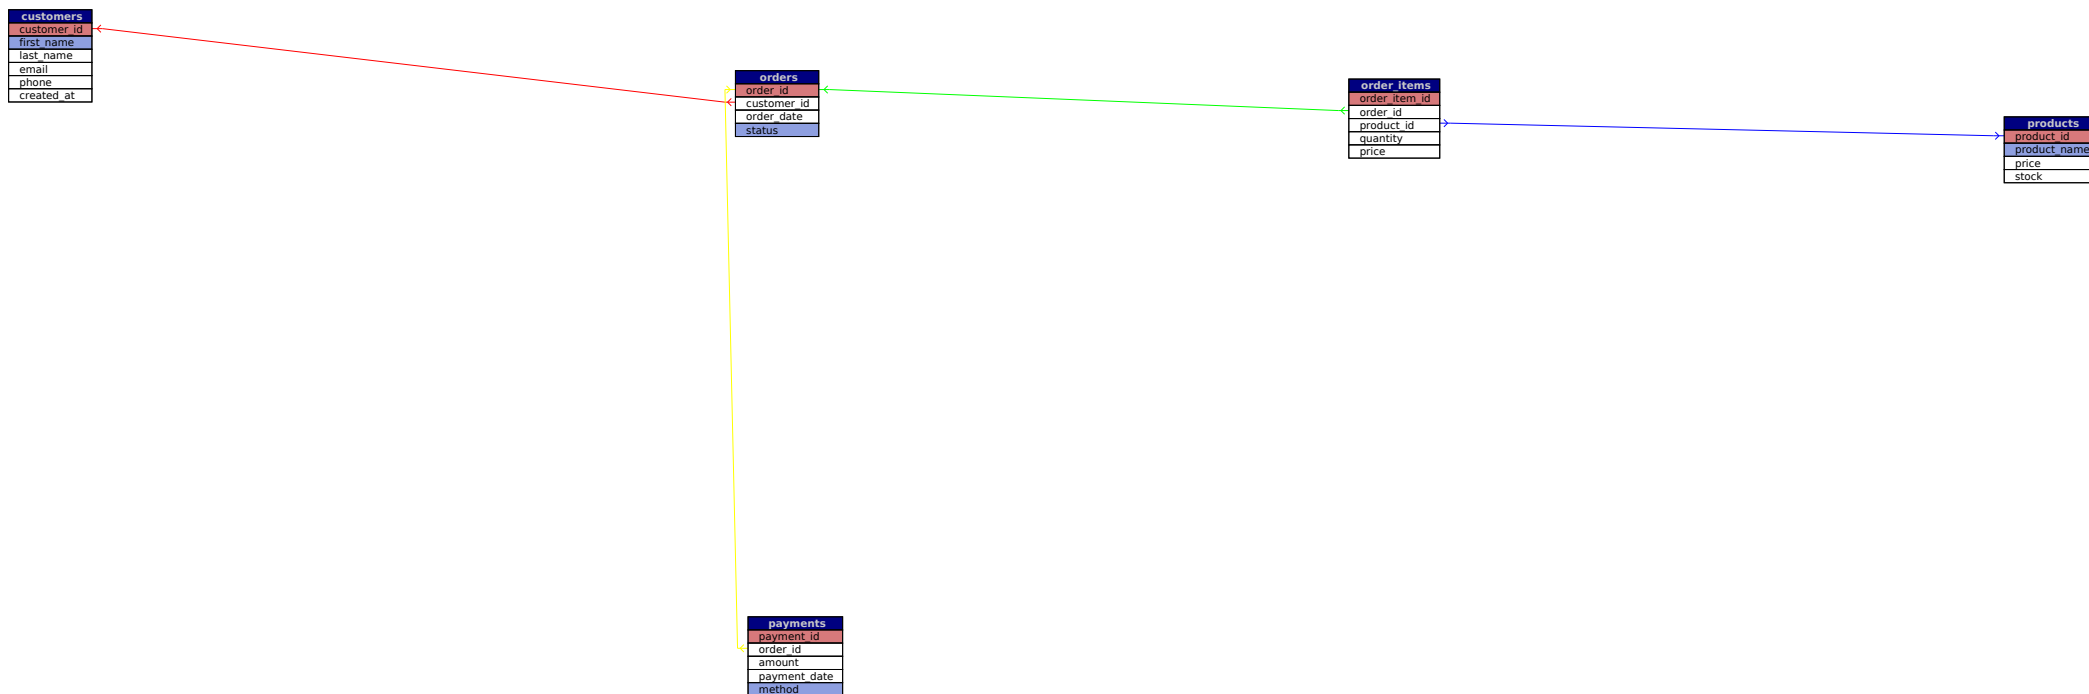 customers
customer_id
first_name
last_name
email
phone
created_at
orders
order_id
customer_id
order_date
status
order_items
order_item_id
order_id
product_id
quantity
price
products
product_id
product_name
price
stock
payments
payment_id
order_id
amount
payment_date
method